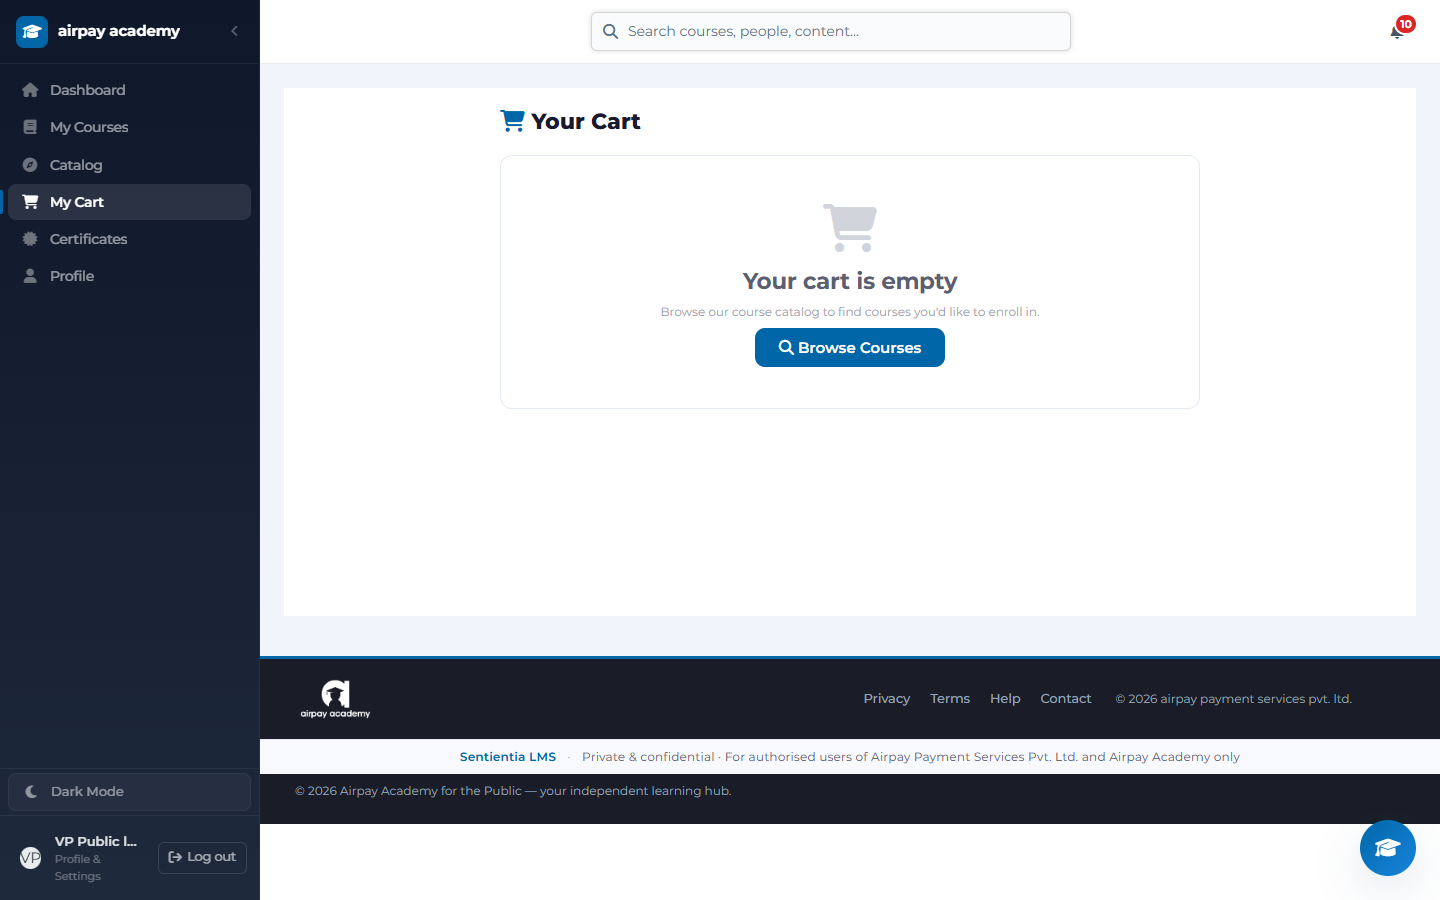 airpay academy
Search courses, people, content...
10
Dashboard
My Courses
Catalog
My Cart
Certificates
Profile
Your Cart
Your cart is empty
Browse our course catalog to find courses you'd like to enroll in.
Browse Courses
airpay academy
Privacy Terms Help Contact © 2026 airpay payment services pvt. ltd.
Sentientia LMS · Private & confidential · For authorised users of Airpay Payment Services Pvt. Ltd. and Airpay Academy only
© 2026 Airpay Academy for the Public — your independent learning hub.
Dark Mode
VP
VP Public l...
Profile &
Settings
Log out